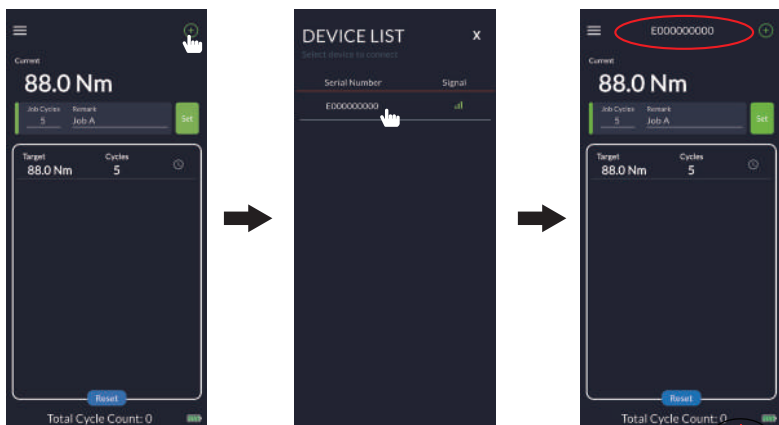 Current
88.0 Nm
Job Cycles Remark
5 Job A
Set
Target Cycles
88.0 Nm 5
Reset
Total Cycle Count: 0
DEVICE LIST X
Select device to connect
Serial Number Signal
E000000000
E000000000
Current
88.0 Nm
Job Cycles Remark
5 Job A
Set
Target Cycles
88.0 Nm 5
Reset
Total Cycle Count: 0